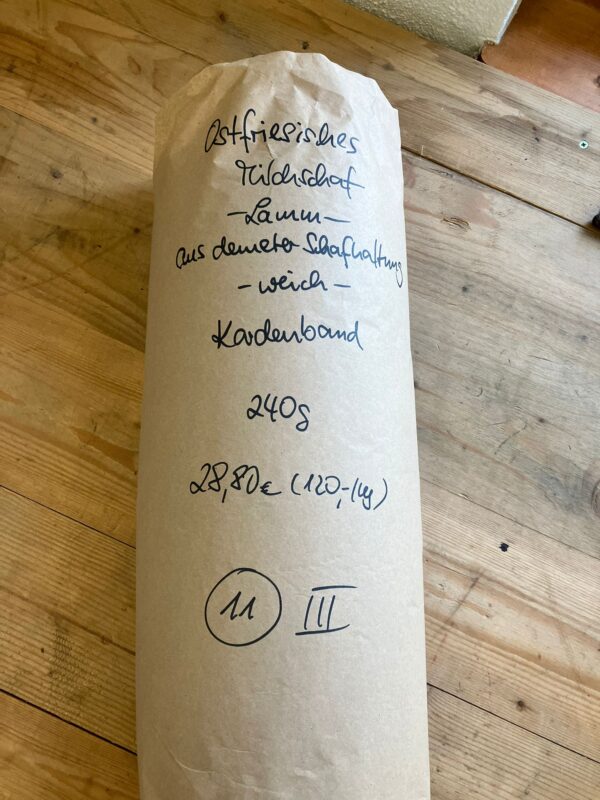 Ostfriesisches
Milchschaf
-Lamm-
aus demeter Schafhaltung
-weich-
Kardenband
240g
28,80€ (120,-/kg)
11 III